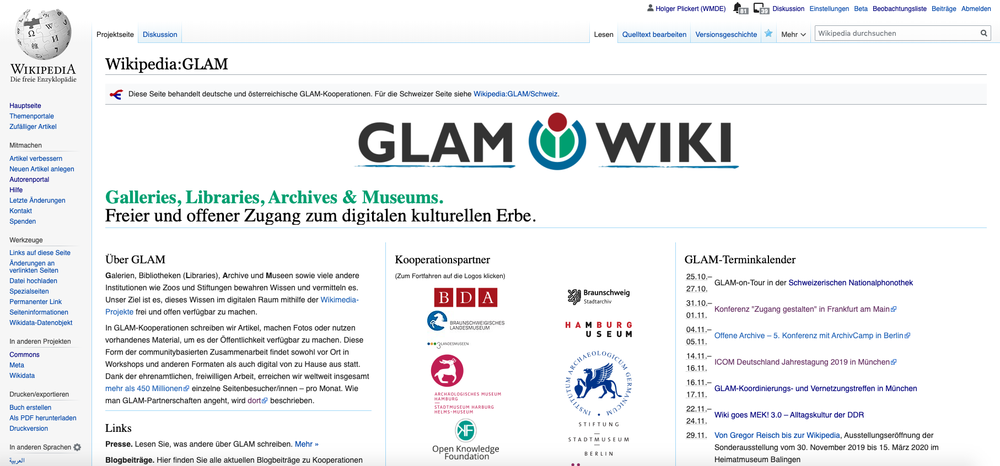 Holger Plickert (WMDE) 81 39 Diskussion Einstellungen Beta Beobachtungsliste Beiträge Abmelden
Projektseite Diskussion
Lesen Quelltext bearbeiten Versionsgeschichte Mehr
Wikipedia durchsuchen
WIKIPEDIA
Die freie Enzyklopädie
Hauptseite
Themenportale
Zufälliger Artikel
Mitmachen
Artikel verbessern
Neuen Artikel anlegen
Autorenportal
Hilfe
Letzte Änderungen
Kontakt
Spenden
Werkzeuge
Links auf diese Seite
Änderungen an
verlinkten Seiten
Datei hochladen
Spezialseiten
Permanenter Link
Seiteninformationen
Wikidata-Datenobjekt
In anderen Projekten
Commons
Meta
Wikidata
Drucken/exportieren
Buch erstellen
Als PDF herunterladen
Druckversion
In anderen Sprachen
العربية
Wikipedia:GLAM
Diese Seite behandelt deutsche und österreichische GLAM-Kooperationen. Für die Schweizer Seite siehe Wikipedia:GLAM/Schweiz.
GLAM WIKI
Galleries, Libraries, Archives & Museums.
Freier und offener Zugang zum digitalen kulturellen Erbe.
Über GLAM
Galerien, Bibliotheken (Libraries), Archive und Museen sowie viele andere
Institutionen wie Zoos und Stiftungen bewahren Wissen und vermitteln es.
Unser Ziel ist es, dieses Wissen im digitalen Raum mithilfe der Wikimedia-
Projekte frei und offen verfügbar zu machen.
In GLAM-Kooperationen schreiben wir Artikel, machen Fotos oder nutzen
vorhandenes Material, um es der Öffentlichkeit verfügbar zu machen. Diese
Form der communitybasierten Zusammenarbeit findet sowohl vor Ort in
Workshops und anderen Formaten als auch digital von zu Hause aus statt.
Dank der ehrenamtlichen, freiwilligen Arbeit, erreichen wir weltweit insgesamt
mehr als 450 Millionen einzelne Seitenbesucher/innen – pro Monat. Wie
man GLAM-Partnerschaften angeht, wird dort beschrieben.
Links
Presse. Lesen Sie, was andere über GLAM schreiben. Mehr »
Blogbeiträge. Hier finden Sie alle aktuellen Blogbeiträge zu Kooperationen
Kooperationspartner
(Zum Fortfahren auf die Logos klicken)
BDA
Braunschweig
Stadtarchiv
BRAUNSCHWEIGISCHES
LANDESMUSEUM
3LANDESMUSEEN
HAMBURG
USEUM
ARCHÄOLOGISCHES MUSEUM
HAMBURG
STADTMUSEUM HARBURG
HELMS-MUSEUM
INSTITUTUM ARCHAEOLOGICUM GERMANICUM
Open Knowledge
Foundation
STIFTUNG
STADTMUSEUM
BERLIN
GLAM-Terminkalender
25.10.–
27.10. GLAM-on-Tour in der Schweizerischen Nationalphonothek
31.10.–
01.11. Konferenz "Zugang gestalten" in Frankfurt am Main
04.11.–
05.11. Offene Archive – 5. Konferenz mit ArchivCamp in Berlin
14.11.–
16.11. ICOM Deutschland Jahrestagung 2019 in München
16.11.–
17.11. GLAM-Koordinierungs- und Vernetzungstreffen in München
22.11.–
24.11. Wiki goes MEK! 3.0 – Alltagskultur der DDR
29.11. Von Gregor Reisch bis zur Wikipedia, Ausstellungseröffnung der
Sonderausstellung vom 30. November 2019 bis 15. März 2020 im
Heimatmuseum Balingen